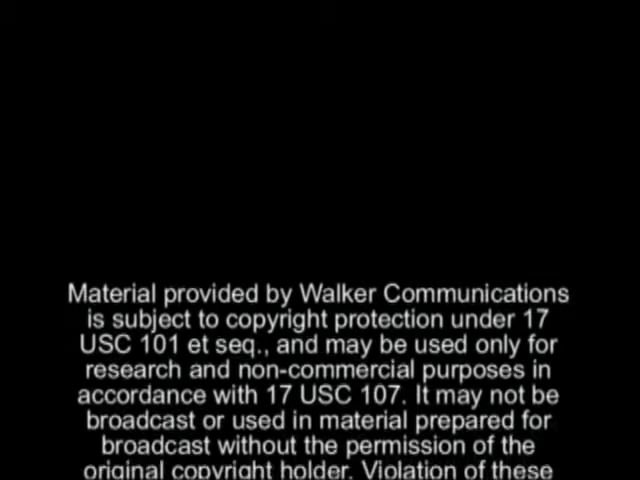 Material provided by Walker Communications
is subject to copyright protection under 17
USC 101 et seq., and may be used only for
research and non-commercial purposes in
accordance with 17 USC 107. It may not be
broadcast or used in material prepared for
broadcast without the permission of the
original copyright holder. Violation of these